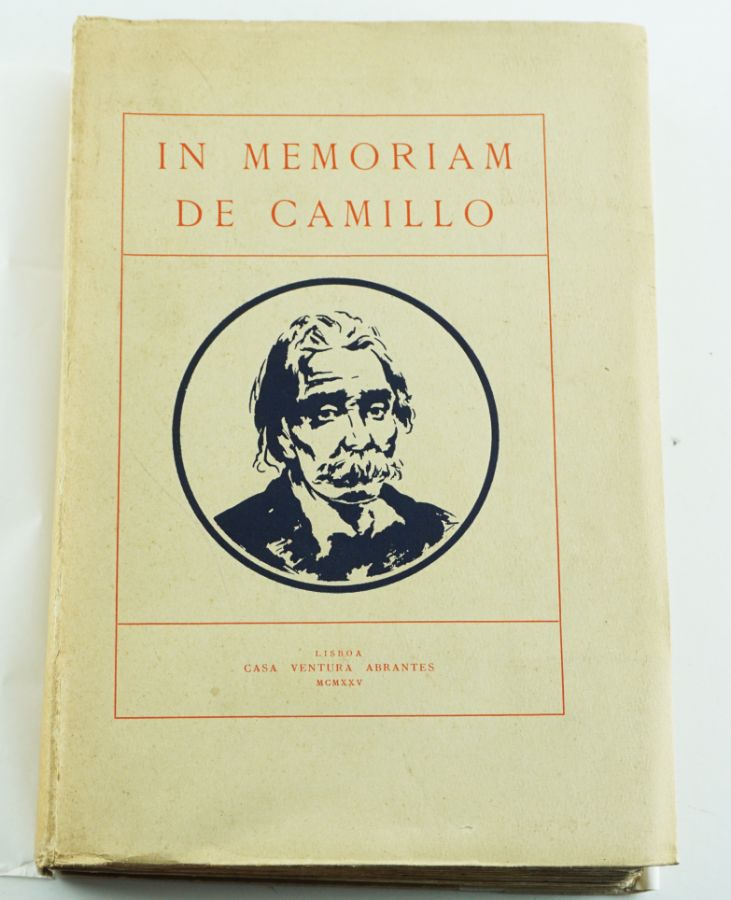 IN MEMORIAM
DE CAMILLO
LISBOA
CASA VENTURA ABRANTES
MCMXXV